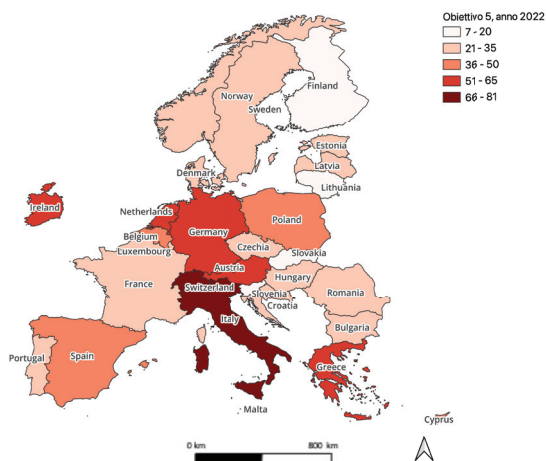 Obiettivo 5, anno 2022
7 - 20
21 - 35
36 - 50
51 - 65
66 - 81
Finland
Norway
Sweden
Estonia
Latvia
Denmark
Lithuania
Ireland
Netherlands
Poland
Germany
Belgium
Czechia
Luxembourg
Slovakia
Austria
Hungary
France
Switzerland
Slovenia
Romania
Croatia
Italy
Bulgaria
Portugal
Spain
Greece
Malta
Cyprus
0 km 800 km